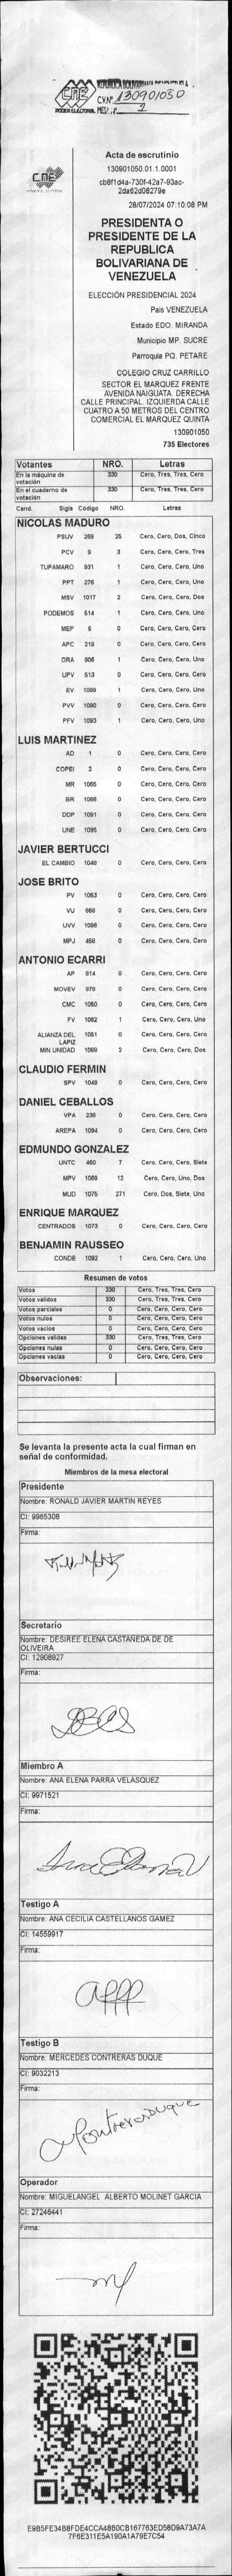 CNE
PODER ELECTORAL
REPÚBLICA BOLIVARIANA DE VENEZUELA
C.V.Nº 130901050
MESA 1
CNE
Acta de escrutinio
130901050.01.1.0001
cb8f1d4a-730f-42a7-83ac-
2da62d08279e
28/07/2024 07:10:08 PM
PRESIDENTA O
PRESIDENTE DE LA
REPUBLICA
BOLIVARIANA DE
VENEZUELA
ELECCIÓN PRESIDENCIAL 2024
Pais VENEZUELA
Estado EDO. MIRANDA
Municipio MP. SUCRE
Parroquia PQ. PETARE
COLEGIO CRUZ CARRILLO
SECTOR EL MARQUEZ FRENTE
AVENIDA NAIGUATA. DERECHA
CALLE PRINCIPAL. IZQUIERDA CALLE
CUATRO A 50 METROS DEL CENTRO
COMERCIAL EL MARQUEZ QUINTA
130901050
735 Electores
Votantes NRO. Letras
En la máquina de votación 330 Cero, Tres, Tres, Cero
En el cuaderno de votación 330 Cero, Tres, Tres, Cero
Cand. Sigla Código NRO. Letras
NICOLAS MADURO
PSUV 269 25 Cero, Cero, Dos, Cinco
PCV 9 3 Cero, Cero, Cero, Tres
TUPAMARO 931 1 Cero, Cero, Cero, Uno
PPT 276 1 Cero, Cero, Cero, Uno
MSV 1017 2 Cero, Cero, Cero, Dos
PODEMOS 514 1 Cero, Cero, Cero, Uno
MEP 5 0 Cero, Cero, Cero, Cero
APC 219 0 Cero, Cero, Cero, Cero
ORA 906 1 Cero, Cero, Cero, Uno
UPV 513 0 Cero, Cero, Cero, Cero
EV 1089 1 Cero, Cero, Cero, Uno
PVV 1090 0 Cero, Cero, Cero, Cero
PFV 1093 1 Cero, Cero, Cero, Uno
LUIS MARTINEZ
AD 1 0 Cero, Cero, Cero, Cero
COPEI 2 0 Cero, Cero, Cero, Cero
MR 1065 0 Cero, Cero, Cero, Cero
BR 1066 0 Cero, Cero, Cero, Cero
DDP 1091 0 Cero, Cero, Cero, Cero
UNE 1095 0 Cero, Cero, Cero, Cero
JAVIER BERTUCCI
EL CAMBIO 1048 0 Cero, Cero, Cero, Cero
JOSE BRITO
PV 1053 0 Cero, Cero, Cero, Cero
VU 868 0 Cero, Cero, Cero, Cero
UVV 1096 0 Cero, Cero, Cero, Cero
MPJ 458 0 Cero, Cero, Cero, Cero
ANTONIO ECARRI
AP 914 0 Cero, Cero, Cero, Cero
MOVEV 979 0 Cero, Cero, Cero, Cero
CMC 1050 0 Cero, Cero, Cero, Cero
FV 1052 1 Cero, Cero, Cero, Uno
ALIANZA DEL LAPIZ 1051 0 Cero, Cero, Cero, Cero
MIN UNIDAD 1068 2 Cero, Cero, Cero, Dos
CLAUDIO FERMIN
SPV 1049 0 Cero, Cero, Cero, Cero
DANIEL CEBALLOS
VPA 236 0 Cero, Cero, Cero, Cero
AREPA 1094 0 Cero, Cero, Cero, Cero
EDMUNDO GONZALEZ
UNTC 460 7 Cero, Cero, Cero, Siete
MPV 1069 12 Cero, Cero, Uno, Dos
MUD 1075 271 Cero, Dos, Siete, Uno
ENRIQUE MARQUEZ
CENTRADOS 1073 0 Cero, Cero, Cero, Cero
BENJAMIN RAUSSEO
CONDE 1092 1 Cero, Cero, Cero, Uno
Resumen de votos
Votos 330 Cero, Tres, Tres, Cero
Votos validos 330 Cero, Tres, Tres, Cero
Votos parciales 0 Cero, Cero, Cero, Cero
Votos nulos 0 Cero, Cero, Cero, Cero
Votos vacios 0 Cero, Cero, Cero, Cero
Opciones validas 330 Cero, Tres, Tres, Cero
Opciones nulas 0 Cero, Cero, Cero, Cero
Opciones vacias 0 Cero, Cero, Cero, Cero
Observaciones:
Se levanta la presente acta la cual firman en
señal de conformidad.
Miembros de la mesa electoral
Presidente
Nombre: RONALD JAVIER MARTIN REYES
CI: 9965308
Firma:
Secretario
Nombre: DESIREE ELENA CASTAÑEDA DE DE
OLIVEIRA
CI: 12908927
Firma:
Miembro A
Nombre: ANA ELENA PARRA VELASQUEZ
CI: 9971521
Firma:
Testigo A
Nombre: ANA CECILIA CASTELLANOS GAMEZ
CI: 14559917
Firma:
Testigo B
Nombre: MERCEDES CONTRERAS DUQUE
CI: 9032213
Firma:
Operador
Nombre: MIGUELANGEL ALBERTO MOLINET GARCIA
CI: 27246441
Firma:
E9B5FE34B8FDE4CCA48B0CB167763ED58D9A73A7A
7F6E311E5A190A1A79E7C54